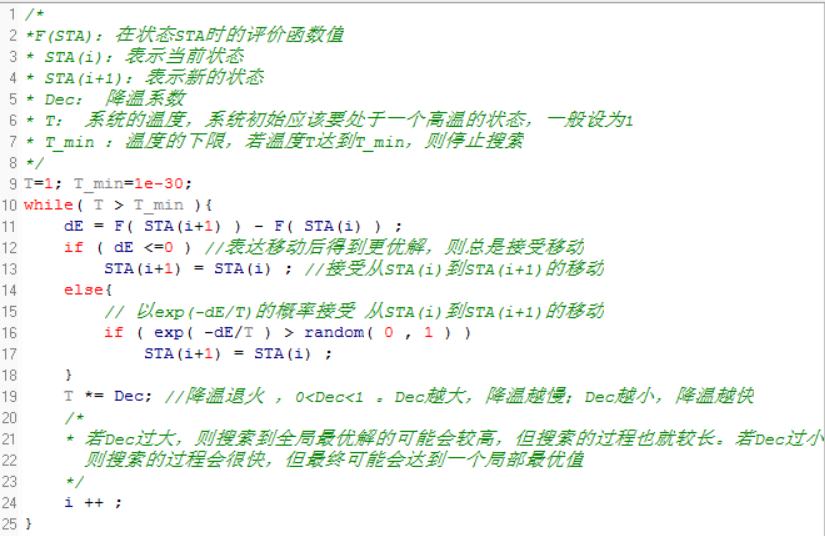 1 /*
2 *F(STA): 在状态STA时的评价函数值
3 * STA(i): 表示当前状态
4 * STA(i+1): 表示新的状态
5 * Dec: 降温系数
6 * T: 系统的温度，系统初始应该要处于一个高温的状态，一般设为1
7 * T_min : 温度的下限，若温度T达到T_min，则停止搜索
8 */
9 T=1; T_min=1e-30;
10 while( T > T_min ){
11 dE = F( STA(i+1) ) - F( STA(i) ) ;
12 if ( dE <=0 ) //表达移动后得到更优解，则总是接受移动
13 STA(i+1) = STA(i) ; //接受从STA(i)到STA(i+1)的移动
14 else{
15 // 以exp(-dE/T)的概率接受 从STA(i)到STA(i+1)的移动
16 if ( exp( -dE/T ) > random( 0 , 1 ) )
17 STA(i+1) = STA(i) ;
18 }
19 T *= Dec; //降温退火 ，0<Dec<1 。Dec越大，降温越慢；Dec越小，降温越快
20 /*
21 * 若Dec过大，则搜索到全局最优解的可能会较高，但搜索的过程也就较长。若Dec过小
22 则搜索的过程会很快，但最终可能会达到一个局部最优值
23 */
24 i ++ ;
25 }